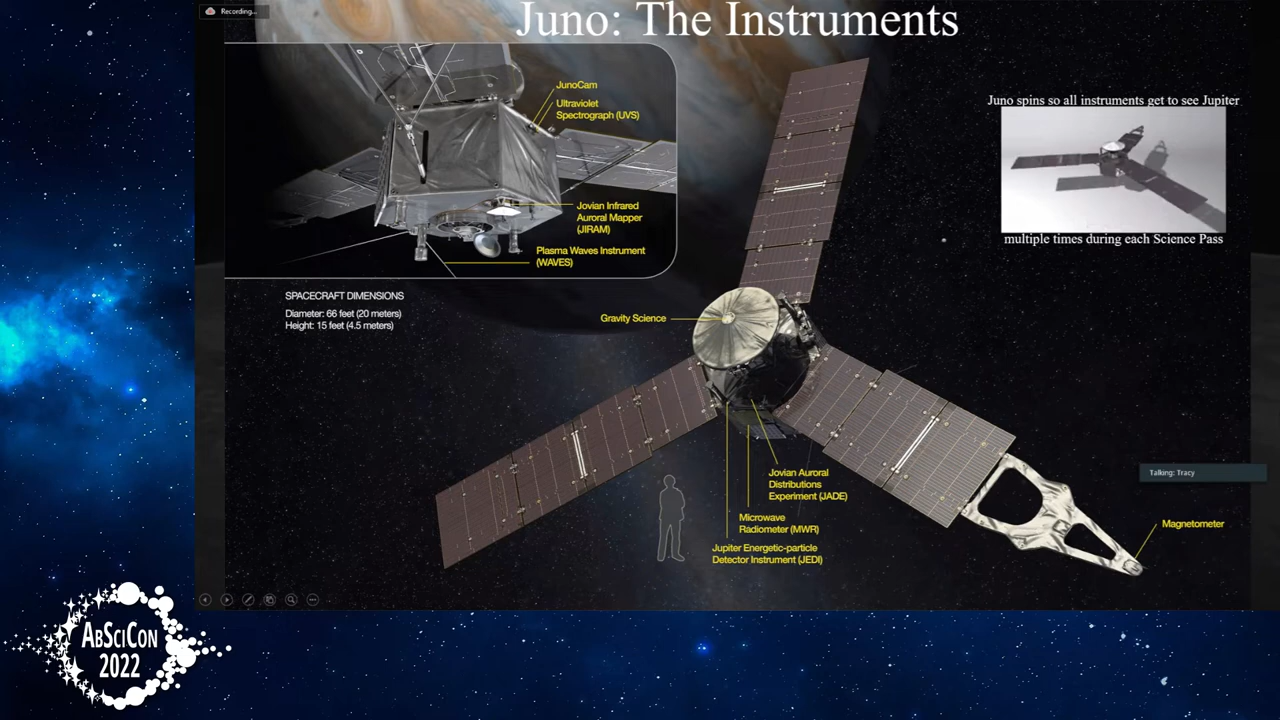 Recording...
Juno: The Instruments
JunoCam
Ultraviolet
Spectrograph (UVS)
Jovian Infrared
Auroral Mapper
(JIRAM)
Plasma Waves Instrument
(WAVES)
Juno spins so all instruments get to see Jupiter
multiple times during each Science Pass
SPACECRAFT DIMENSIONS
Diameter: 66 feet (20 meters)
Height: 15 feet (4.5 meters)
Gravity Science
Jovian Auroral
Distributions
Experiment (JADE)
Microwave
Radiometer (MWR)
Jupiter Energetic-particle
Detector Instrument (JEDI)
Talking: Tracy
Magnetometer
ABSCICON
2022